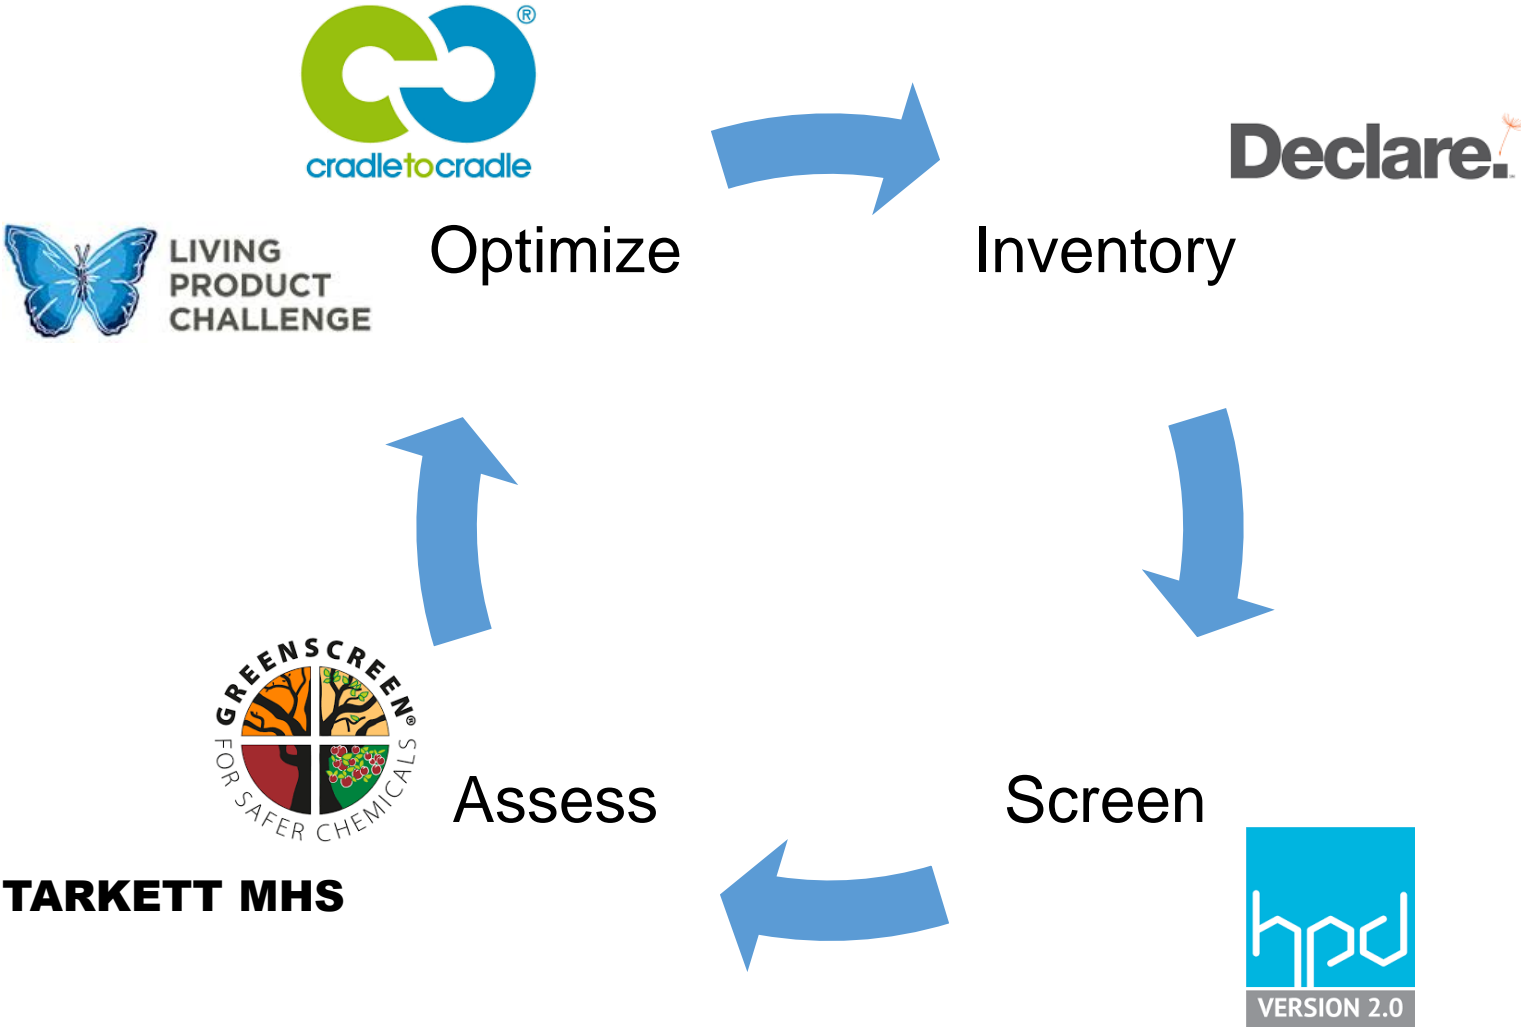 ®
cradletocradle
Declare.
LIVING
PRODUCT
CHALLENGE
Optimize
Inventory
GREENSCREEN®
FOR SAFER CHEMICALS
Assess
Screen
TARKETT MHS
hpd
VERSION 2.0